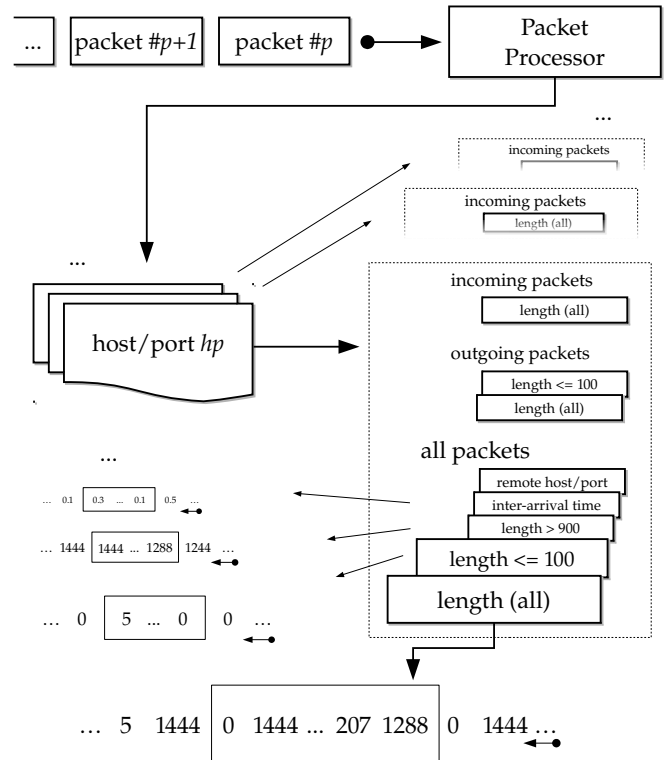 ... packet #p+1 packet #p Packet
Processor
...
incoming packets
incoming packets
length (all)
...
incoming packets
length (all)
host/port hp
outgoing packets
length <= 100
length (all)
...
all packets
remote host/port
... 0.1 0.3 ... 0.1 0.5 ...
inter-arrival time
length > 900
... 1444 1444 ... 1288 1244 ...
length <= 100
length (all)
... 0 5 ... 0 0 ...
... 5 1444 0 1444 ... 207 1288 0 1444 ...